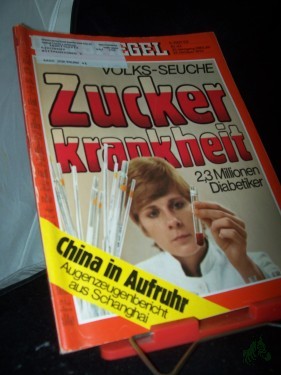 EGEL
VOLKS-SEUCHE
Zucker
krankheit
2,3 Millionen
Diabetiker
China in Aufruhr
Augenzeugenbericht
aus Schanghai